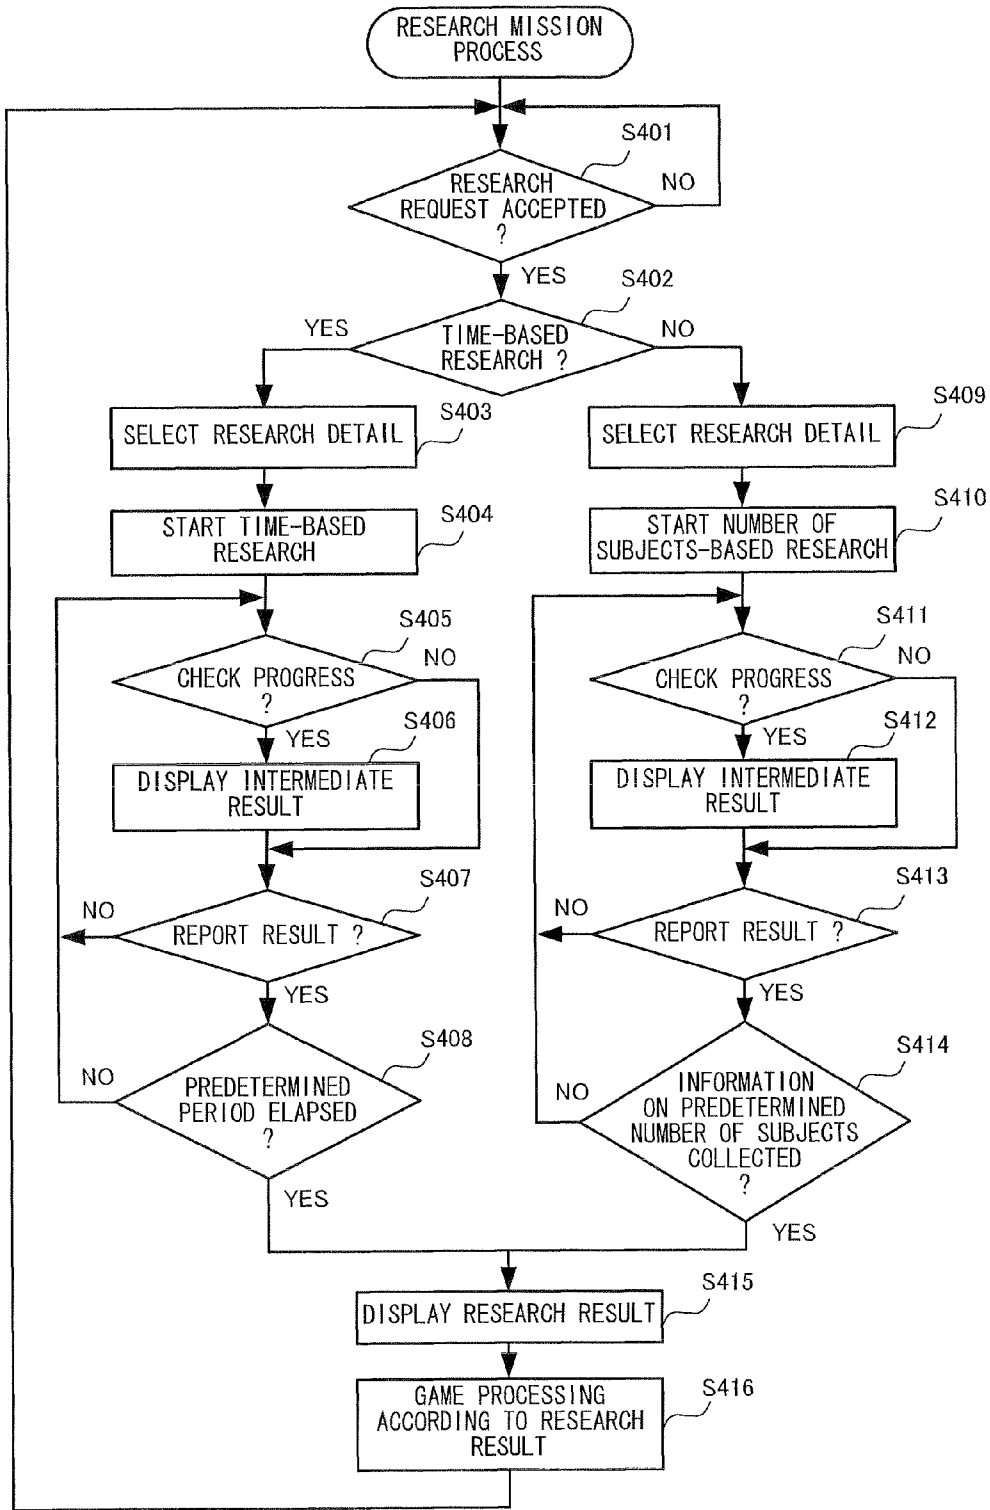 RESEARCH MISSION
PROCESS
S401
RESEARCH
REQUEST ACCEPTED
?
NO
YES
S402
YES
TIME-BASED
RESEARCH ?
NO
S403
SELECT RESEARCH DETAIL
S404
START TIME-BASED
RESEARCH
S405
CHECK PROGRESS
?
NO
YES
S406
DISPLAY INTERMEDIATE
RESULT
S407
NO
REPORT RESULT ?
YES
S408
NO
PREDETERMINED
PERIOD ELAPSED
?
YES
S409
SELECT RESEARCH DETAIL
S410
START NUMBER OF
SUBJECTS-BASED RESEARCH
S411
CHECK PROGRESS
?
NO
YES
S412
DISPLAY INTERMEDIATE
RESULT
S413
NO
REPORT RESULT ?
YES
S414
NO
INFORMATION
ON PREDETERMINED
NUMBER OF SUBJECTS
COLLECTED
?
YES
S415
DISPLAY RESEARCH RESULT
S416
GAME PROCESSING
ACCORDING TO RESEARCH
RESULT